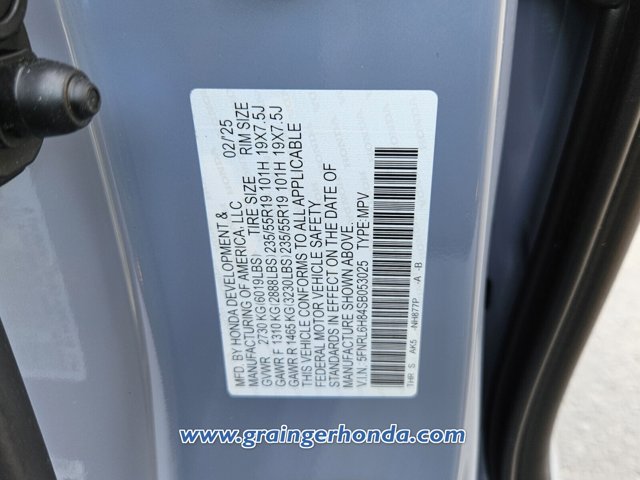 MFD. BY HONDA DEVELOPMENT & 02/'25
MANUFACTURING OF AMERICA, LLC
TIRE SIZE RIM SIZE
GVWR 2730 KG(6019LBS)
GAWR F 1310 KG(2888LBS)235/55R19 101H 19X7.5J
GAWR R 1465 KG(3230LBS)235/55R19 101H 19X7.5J
THIS VEHICLE CONFORMS TO ALL APPLICABLE
FEDERAL MOTOR VEHICLE SAFETY
STANDARDS IN EFFECT ON THE DATE OF
MANUFACTURE SHOWN ABOVE.
V.I.N. 5FNRL6H84SB053025 TYPE:MPV
THR S AK5 -NH877P -A -B
www.graingerhonda.com